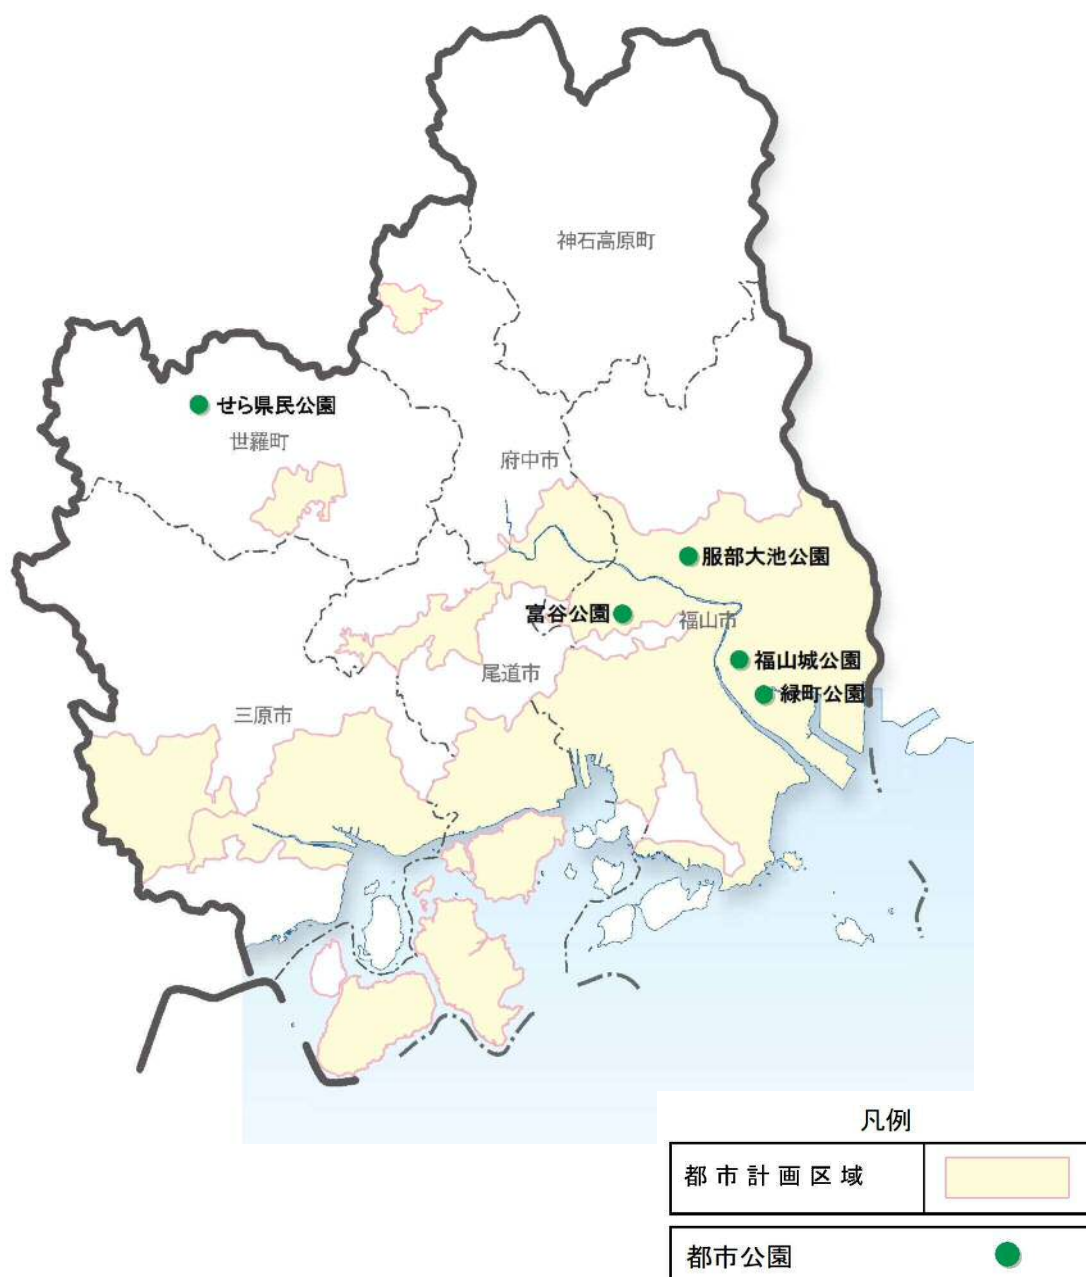 神石高原町
せら県民公園
世羅町
府中市
服部大池公園
富谷公園
福山市
福山城公園
尾道市
緑町公園
三原市
凡例
都市計画区域
都市公園